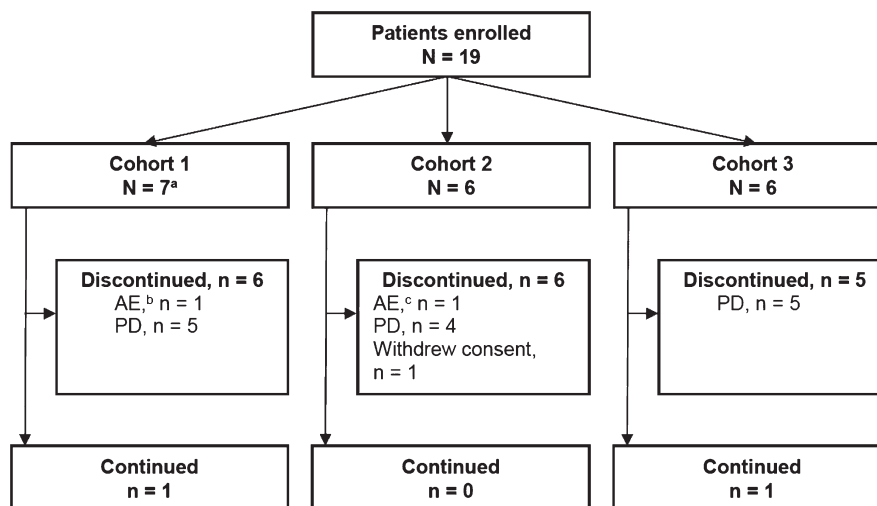 Patients enrolled
N = 19
Cohort 1
N = 7ᵃ
Cohort 2
N = 6
Cohort 3
N = 6
Discontinued, n = 6
AE,ᵇ n = 1
PD, n = 5
Discontinued, n = 6
AE,ᶜ n = 1
PD, n = 4
Withdrew consent,
n = 1
Discontinued, n = 5
PD, n = 5
Continued
n = 1
Continued
n = 0
Continued
n = 1